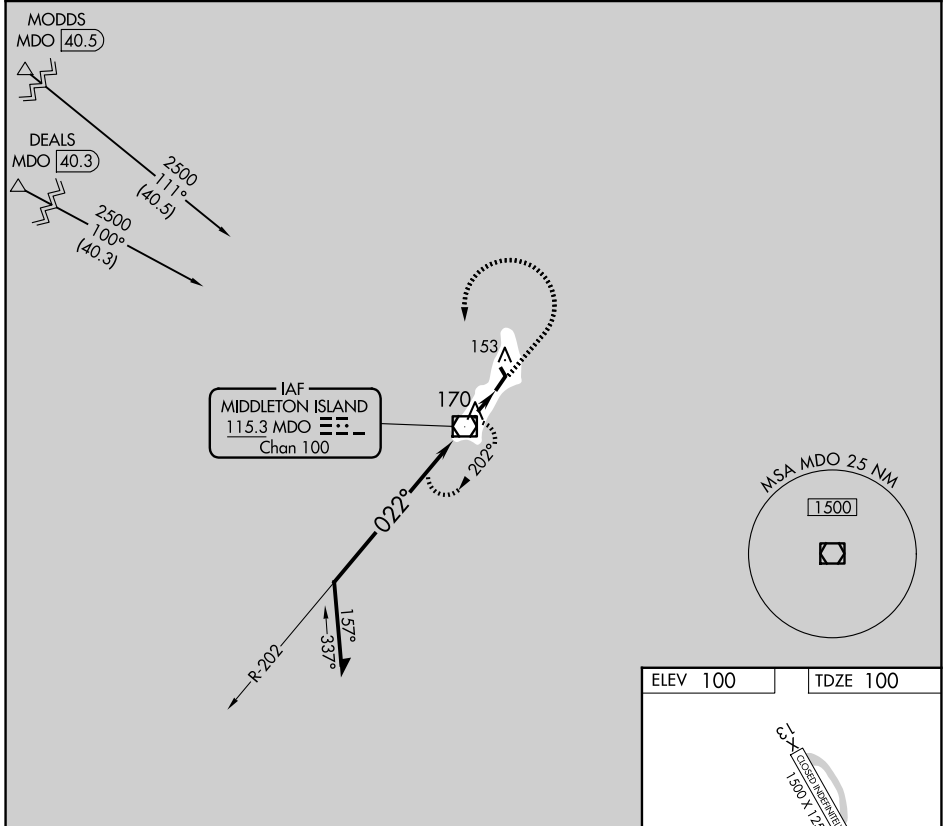 MODDS
MDO 40.5
2500
111°
(40.5)
DEALS
MDO 40.3
2500
100°
(40.3)
153
170
IAF
MIDDLETON ISLAND
115.3 MDO
Chan 100
202°
022°
157°
337°
R-202
MSA MDO 25 NM
1500
ELEV 100
TDZE 100
13
X
CLOSED
1500 X